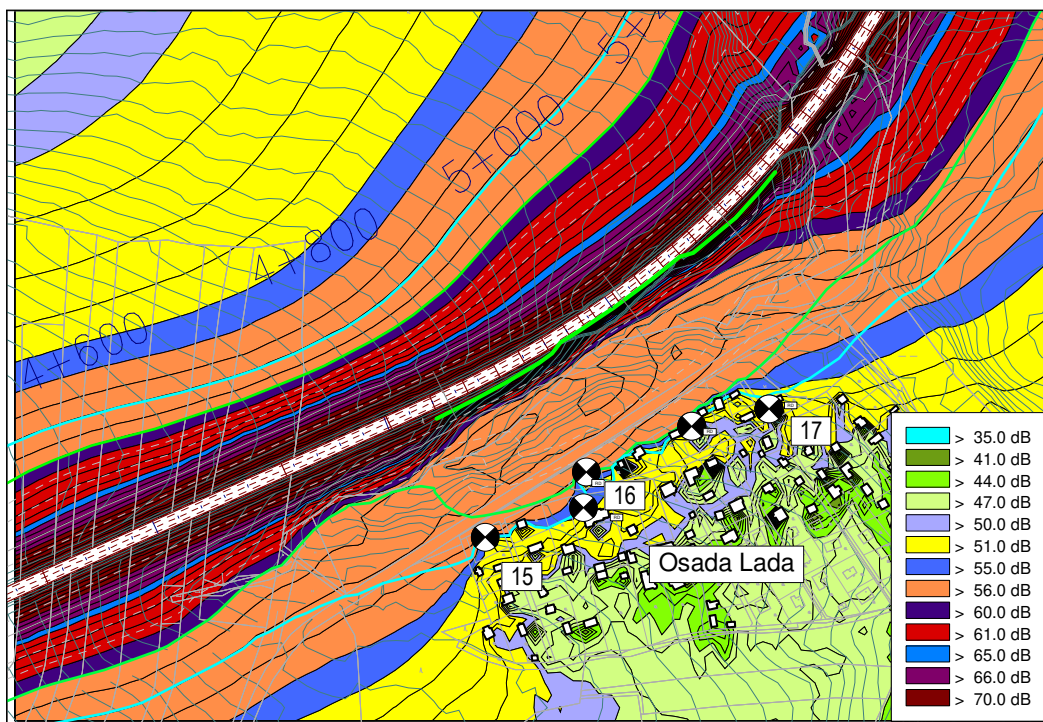 5+000
4+800
4+600
17
16
15
Osada Lada
> 35.0 dB
> 41.0 dB
> 44.0 dB
> 47.0 dB
> 50.0 dB
> 51.0 dB
> 55.0 dB
> 56.0 dB
> 60.0 dB
> 61.0 dB
> 65.0 dB
> 66.0 dB
> 70.0 dB